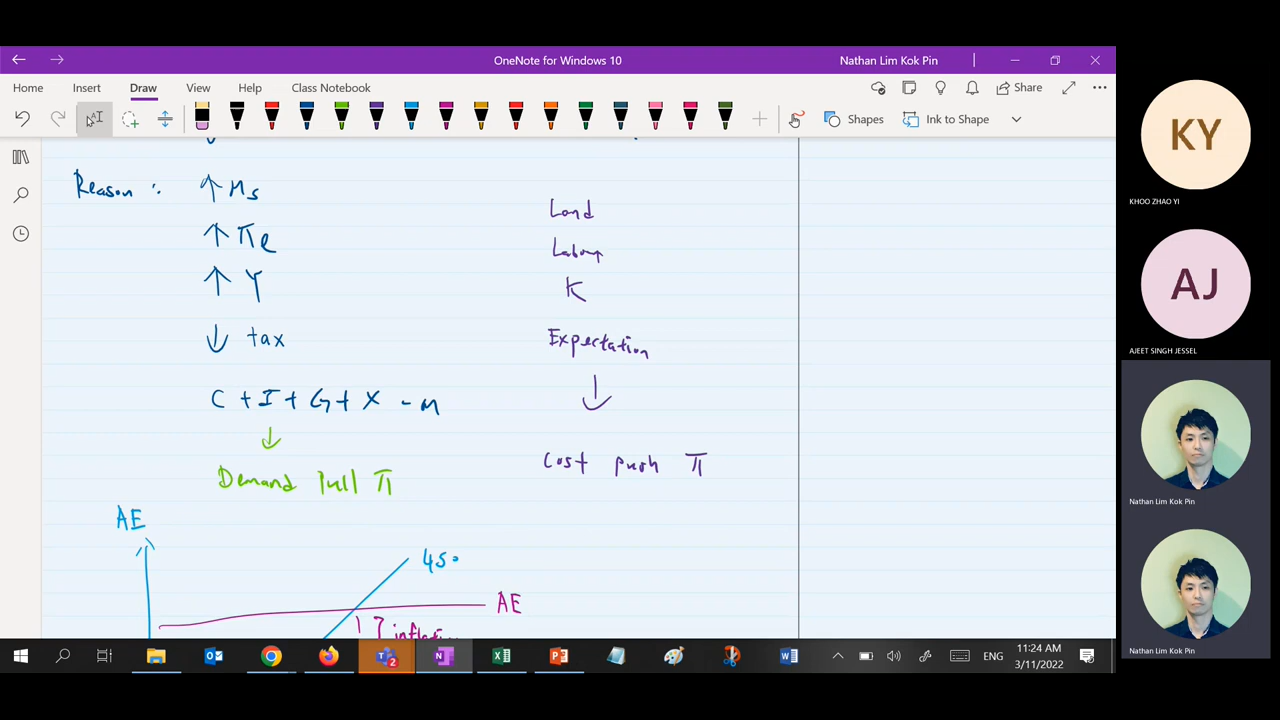 OneNote for Windows 10
Nathan Lim Kok Pin
Home Insert Draw View Help Class Notebook
Share
Shapes Ink to Shape
Reason : ↑ Ms
↑ πe
↑ Y
↓ tax
C + I + G + X - M
↓
Demand Pull π
Land
Labour
K
Expectation
↓
Cost push π
AE
45°
AE
inflation
KY
KHOO ZHAO YI
AJ
AJEET SINGH JESSEL
Nathan Lim Kok Pin
Nathan Lim Kok Pin
2
ENG
11:24 AM
3/11/2022